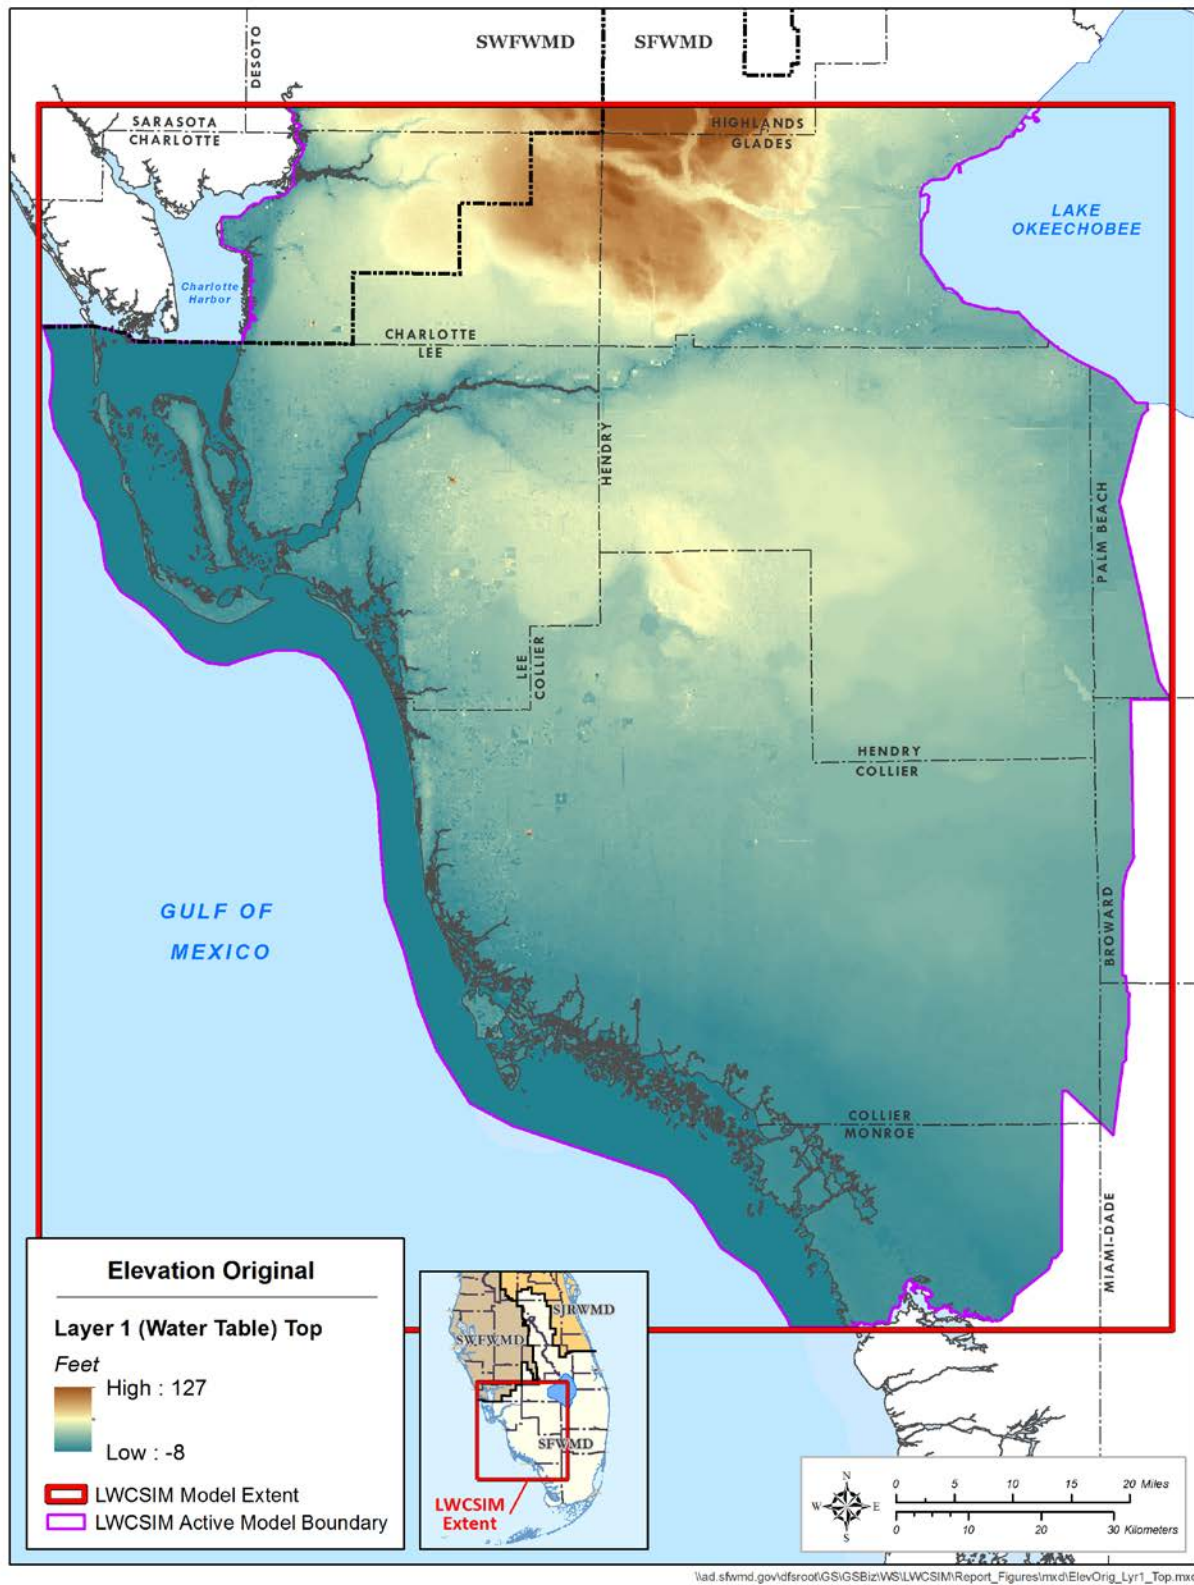 SWFWMD
SFWMD
DESOTO
SARASOTA
CHARLOTTE
HIGHLANDS
GLADES
LAKE
OKEECHOBEE
Charlotte
Harbor
CHARLOTTE
LEE
HENDRY
PALM BEACH
LEE
COLLIER
HENDRY
COLLIER
GULF OF
MEXICO
BROWARD
COLLIER
MONROE
MIAMI-DADE
Elevation Original
Layer 1 (Water Table) Top
Feet
High : 127
Low : -8
LWCSIM Model Extent
LWCSIM Active Model Boundary
SJRWMD
SWFWMD
SFWMD
LWCSIM
Extent
N
W
E
S
0 5 10 15 20 Miles
0 10 20 30 Kilometers
\\ad.sfwmd.gov\dfsroot\GS\GSBiz\WS\LWCSIM\Report_Figures\mxd\ElevOrig_Lyr1_Top.mxd